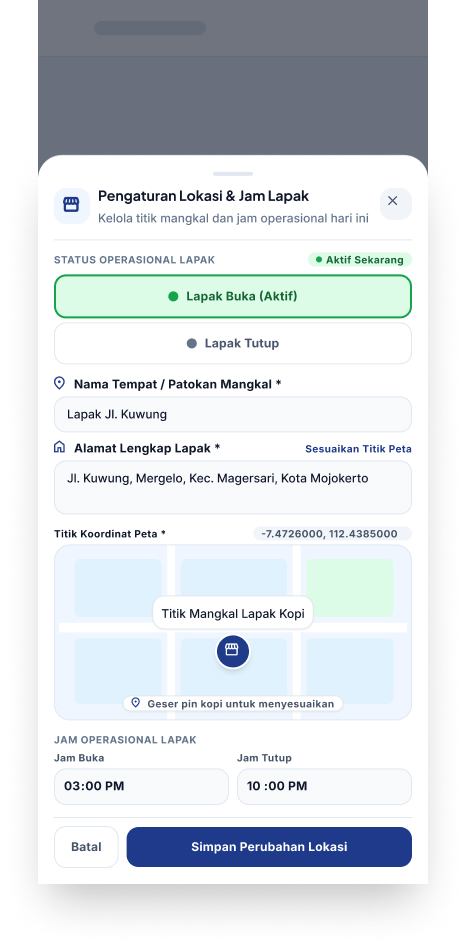 Pengaturan Lokasi & Jam Lapak
Kelola titik mangkal dan jam operasional hari ini
STATUS OPERASIONAL LAPAK
Aktif Sekarang
Lapak Buka (Aktif)
Lapak Tutup
Nama Tempat / Patokan Mangkal *
Lapak Jl. Kuwung
Alamat Lengkap Lapak *
Sesuaikan Titik Peta
Jl. Kuwung, Mergelo, Kec. Magersari, Kota Mojokerto
Titik Koordinat Peta *
-7.4726000, 112.4385000
Titik Mangkal Lapak Kopi
Geser pin kopi untuk menyesuaikan
JAM OPERASIONAL LAPAK
Jam Buka
Jam Tutup
03:00 PM
10 :00 PM
Batal
Simpan Perubahan Lokasi